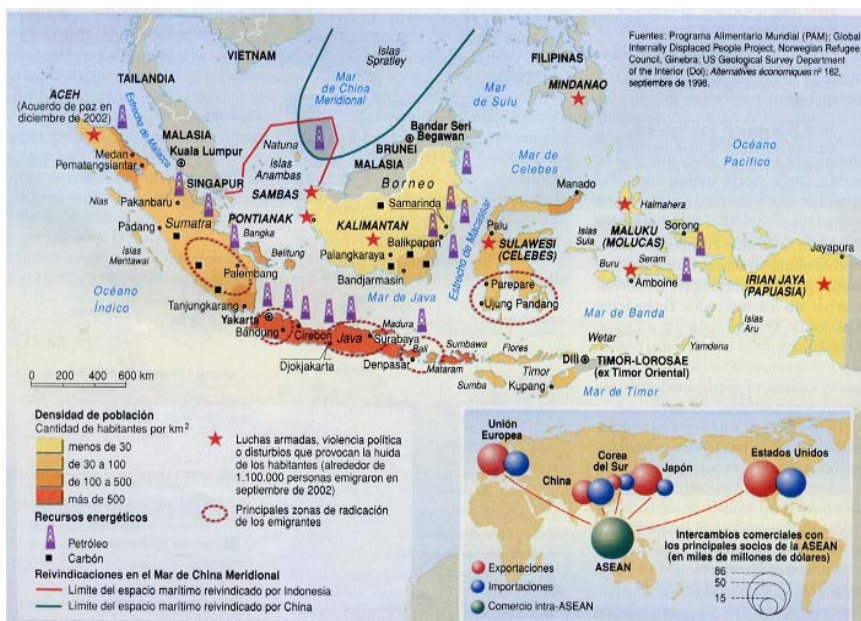 VIETNAM
Islas
Spratley
FILIPINAS
MINDANAO
Fuentes: Programa Alimentario Mundial (PAM); Global
Internally Displaced People Project, Norwegian Refugee
Council, Ginebra; US Geological Survey Department
of the Interior (DoI); Alternatives économiques nº 162,
septiembre de 1998.
TAILANDIA
ACEH
(Acuerdo de paz en
diciembre de 2002)
Mar
de China
Meridional
Mar
de Sulu
Estrecho de Malacca
MALASIA
Kuala Lumpur
Natuna
Islas
Anambas
Bandar Seri
Begawan
BRUNEI
MALASIA
Océano
Pacífico
Medan
Pematangsiantar
SINGAPUR
SAMBAS
Borneo
Mar de
Celebes
Manado
Nias
Pakanbaru
Sumatra
PONTIANAK
KALIMANTAN
Samarinda
Halmahera
Padang
Bangka
Palangkaraya
Balikpapan
Estrecho de Macassar
Palu
SULAWESI
(CELEBES)
Islas
Sula
MALUKU
(MOLUCAS)
Sorong
Jayapura
Islas
Mentawai
Belitung
Palembang
Bandjarmasin
Parepare
Ujung Pandang
Buru
Seram
Amboine
IRIAN JAYA
(PAPUASIA)
Océano
Índico
Tanjungkarang
Mar de Java
Mar de Banda
Islas
Aru
Yakarta
Bandung
Cirebon
Java
Madura
Surabaya
Djokjakarta
Denpasar
Bali
Mataram
Sumbawa
Flores
Sumba
Wetar
Dili
TIMOR-LOROSAE
(ex Timor Oriental)
Yamdena
Timor
Kupang
Mar de Timor
0 200 400 600 km
Densidad de población
Cantidad de habitantes por km2
menos de 30
de 30 a 100
de 100 a 500
más de 500
Recursos energéticos
Petróleo
Carbón
Luchas armadas, violencia política
o disturbios que provocan la huida
de los habitantes (alrededor de
1.100.000 personas emigraron en
septiembre de 2002)
Principales zonas de radicación
de los emigrantes
Reivindicaciones en el Mar de China Meridional
Límite del espacio marítimo reivindicado por Indonesia
Límite del espacio marítimo reivindicado por China
Unión
Europea
China
Corea
del Sur
Japón
Estados Unidos
ASEAN
Exportaciones
Importaciones
Comercio intra-ASEAN
Intercambios comerciales con
los principales socios de la ASEAN
(en miles de millones de dólares)
86
50
15